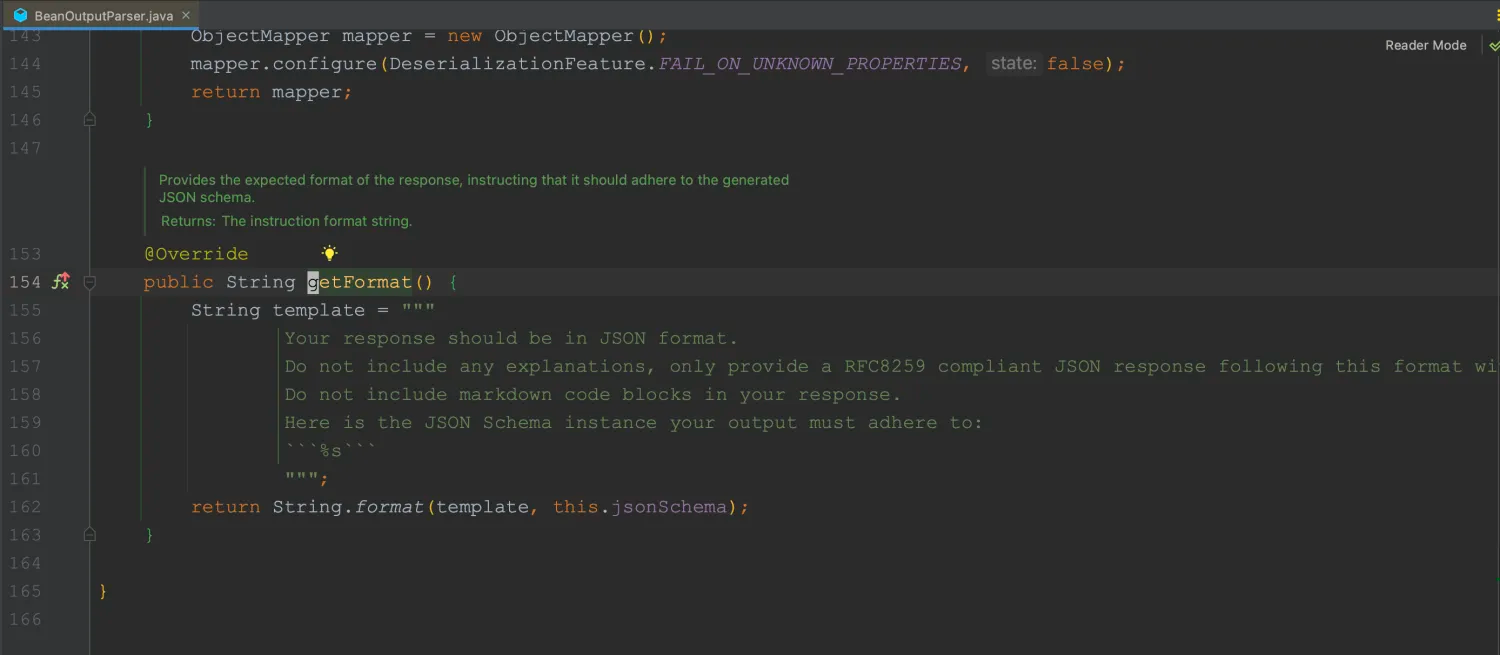 BeanOutputParser.java
Reader Mode
143 ObjectMapper mapper = new ObjectMapper();
144 mapper.configure(DeserializationFeature.FAIL_ON_UNKNOWN_PROPERTIES, state: false);
145 return mapper;
146 }
147
Provides the expected format of the response, instructing that it should adhere to the generated
JSON schema.
Returns: The instruction format string.
153 @Override
154 public String getFormat() {
155 String template = """
156 Your response should be in JSON format.
157 Do not include any explanations, only provide a RFC8259 compliant JSON response following this format wi
158 Do not include markdown code blocks in your response.
159 Here is the JSON Schema instance your output must adhere to:
160 ```%s```
161 """;
162 return String.format(template, this.jsonSchema);
163 }
164
165 }
166